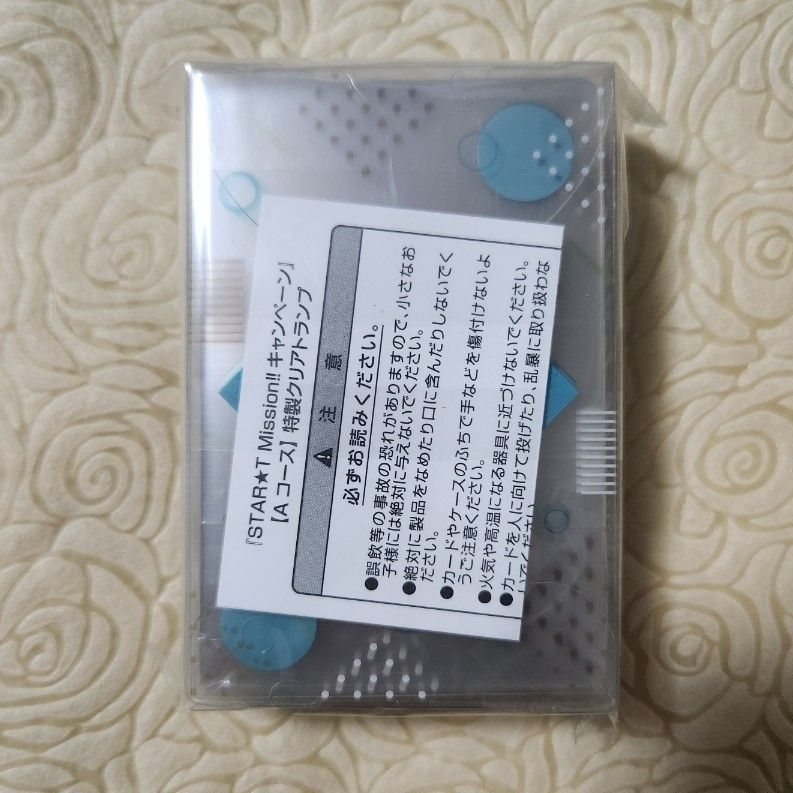 『STAR★T Mission!! キャンペーン』
【A コース】特製クリアトランプ
⚠ 注 意
必ずお読みください。
●誤飲等の事故の恐れがありますので、小さなお
子様には絶対に与えないでください。
●絶対に製品をなめたり口に含んだりしないでく
ださい。
●カードやケースのふちで手などを傷付けないよ
うご注意ください。
●火気や高温になる器具に近づけないでください。
●カードを人に向けて投げたり、乱暴に取り扱わな
いでください